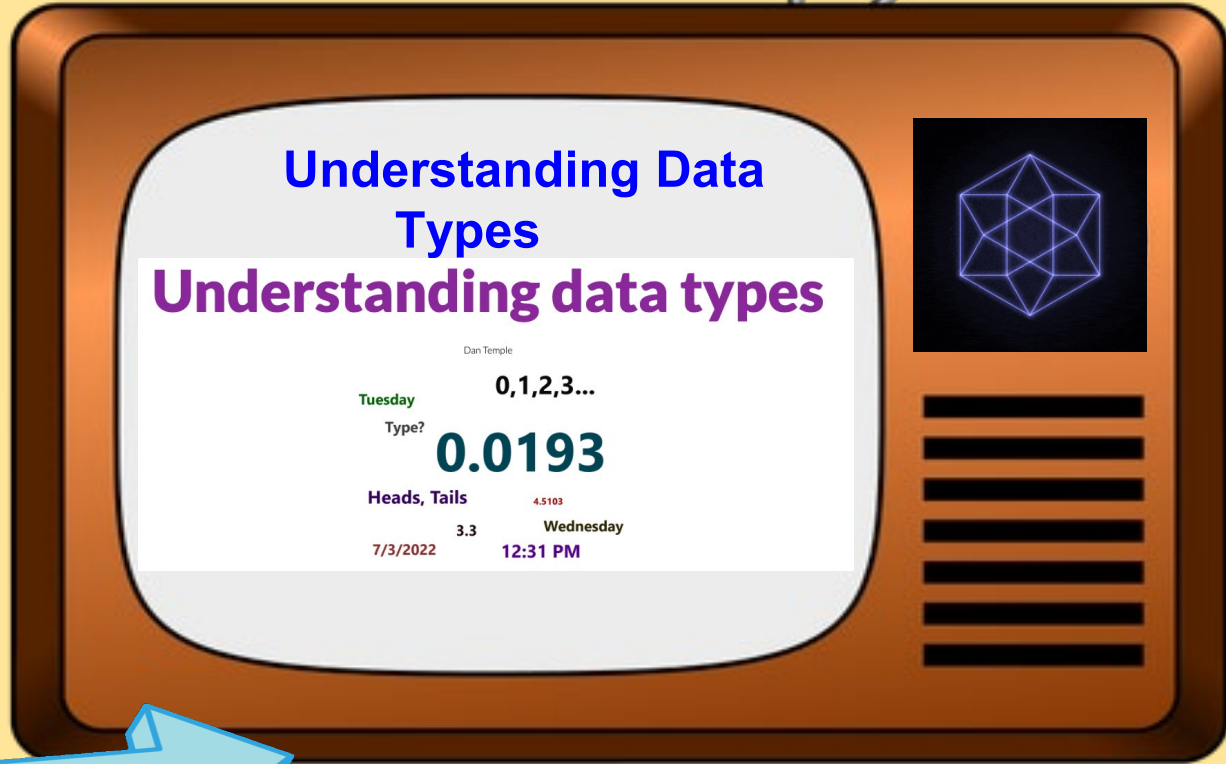 Understanding Data
Types
Understanding data types
Dan Temple
0,1,2,3...
Tuesday
Type?
0.0193
Heads, Tails
4.5103
3.3
Wednesday
7/3/2022
12:31 PM